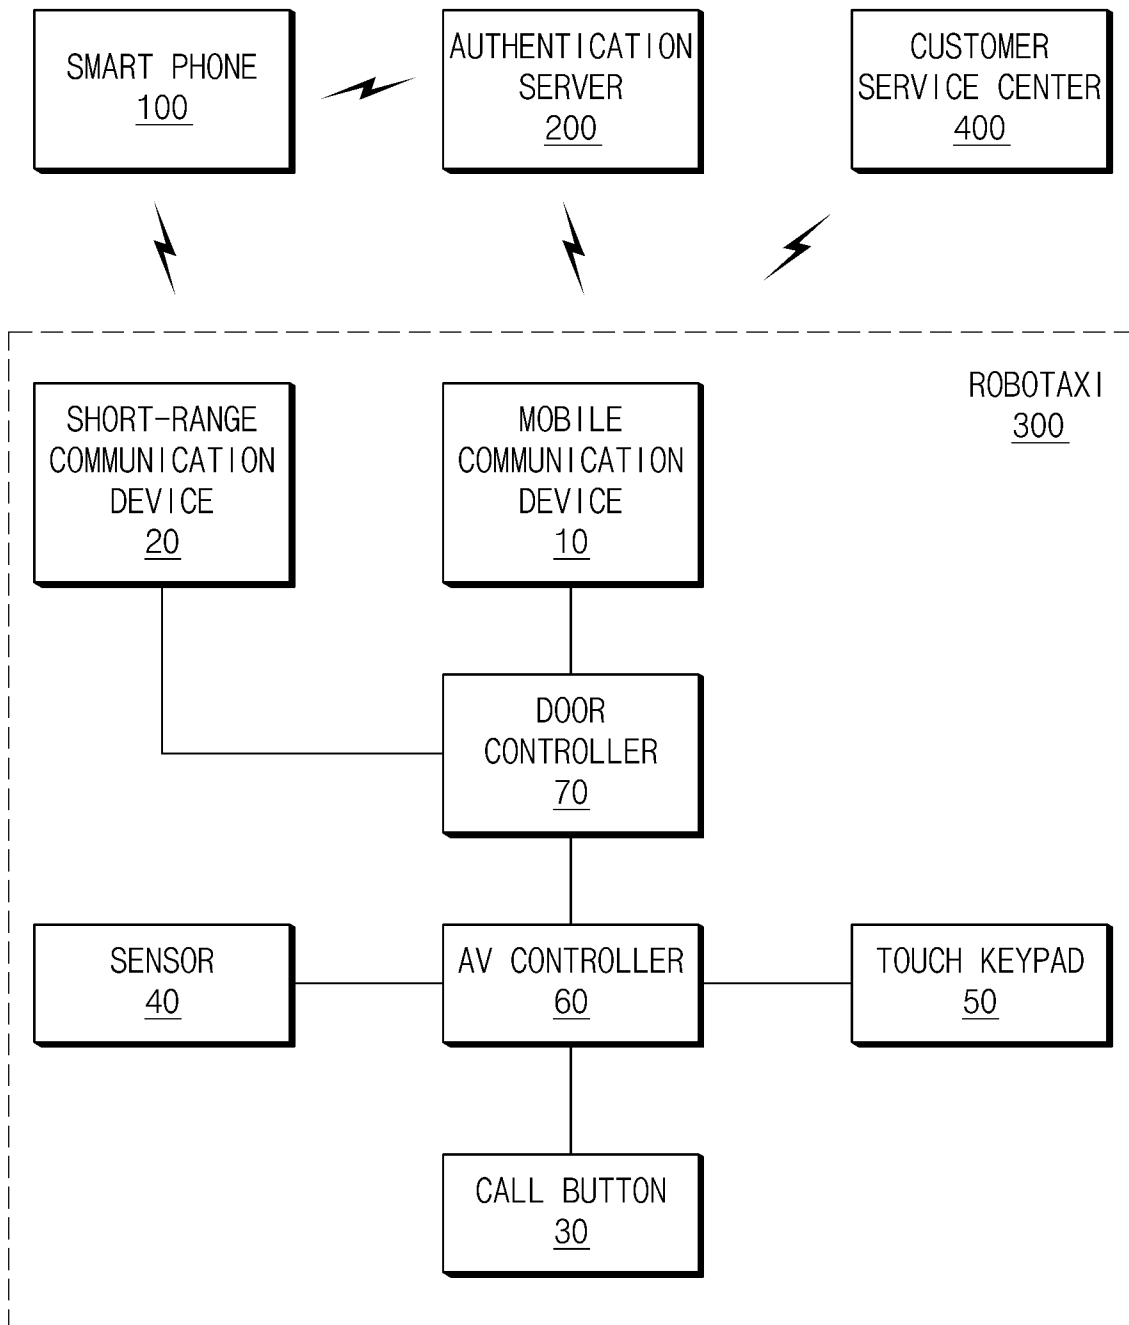 SMART PHONE
100
AUTHENTICATION
SERVER
200
CUSTOMER
SERVICE CENTER
400
ROBOTAXI
300
SHORT-RANGE
COMMUNICATION
DEVICE
20
MOBILE
COMMUNICATION
DEVICE
10
DOOR
CONTROLLER
70
SENSOR
40
AV CONTROLLER
60
TOUCH KEYPAD
50
CALL BUTTON
30